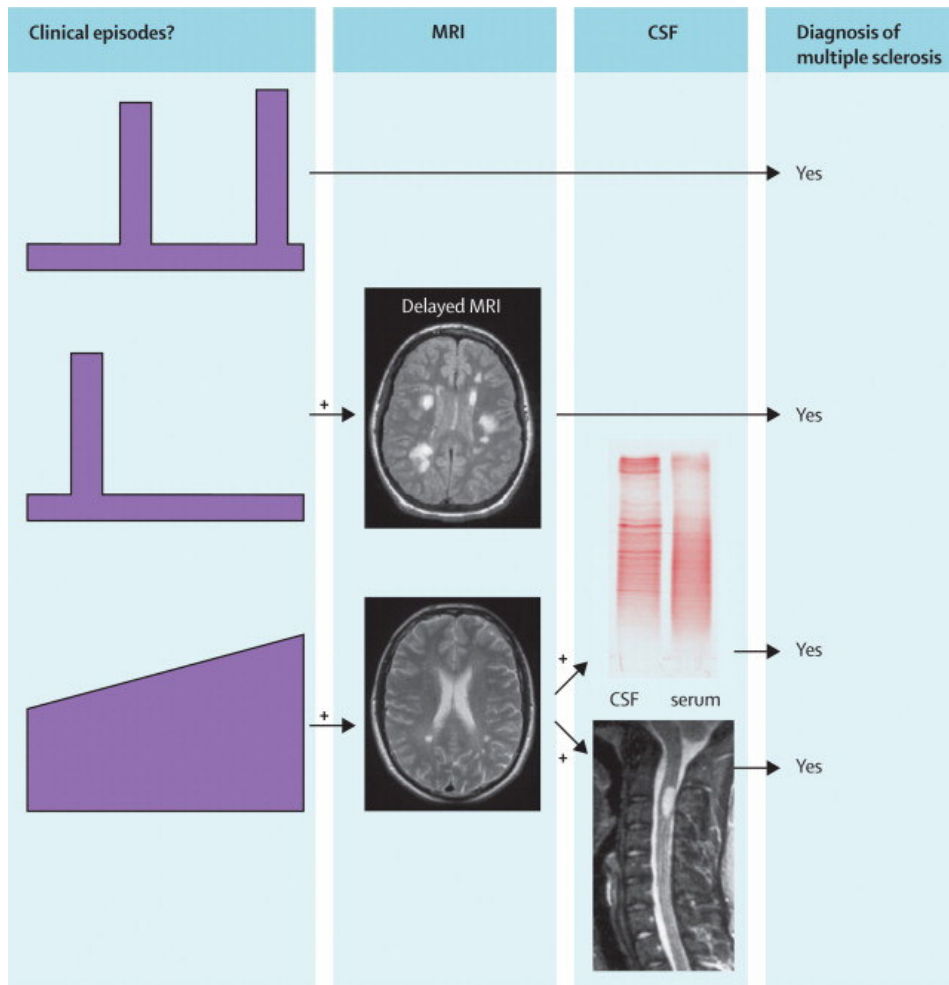 Clinical episodes?
MRI
CSF
Diagnosis of
multiple sclerosis
Yes
Delayed MRI
+
Yes
+
+
Yes
CSF
serum
+
Yes